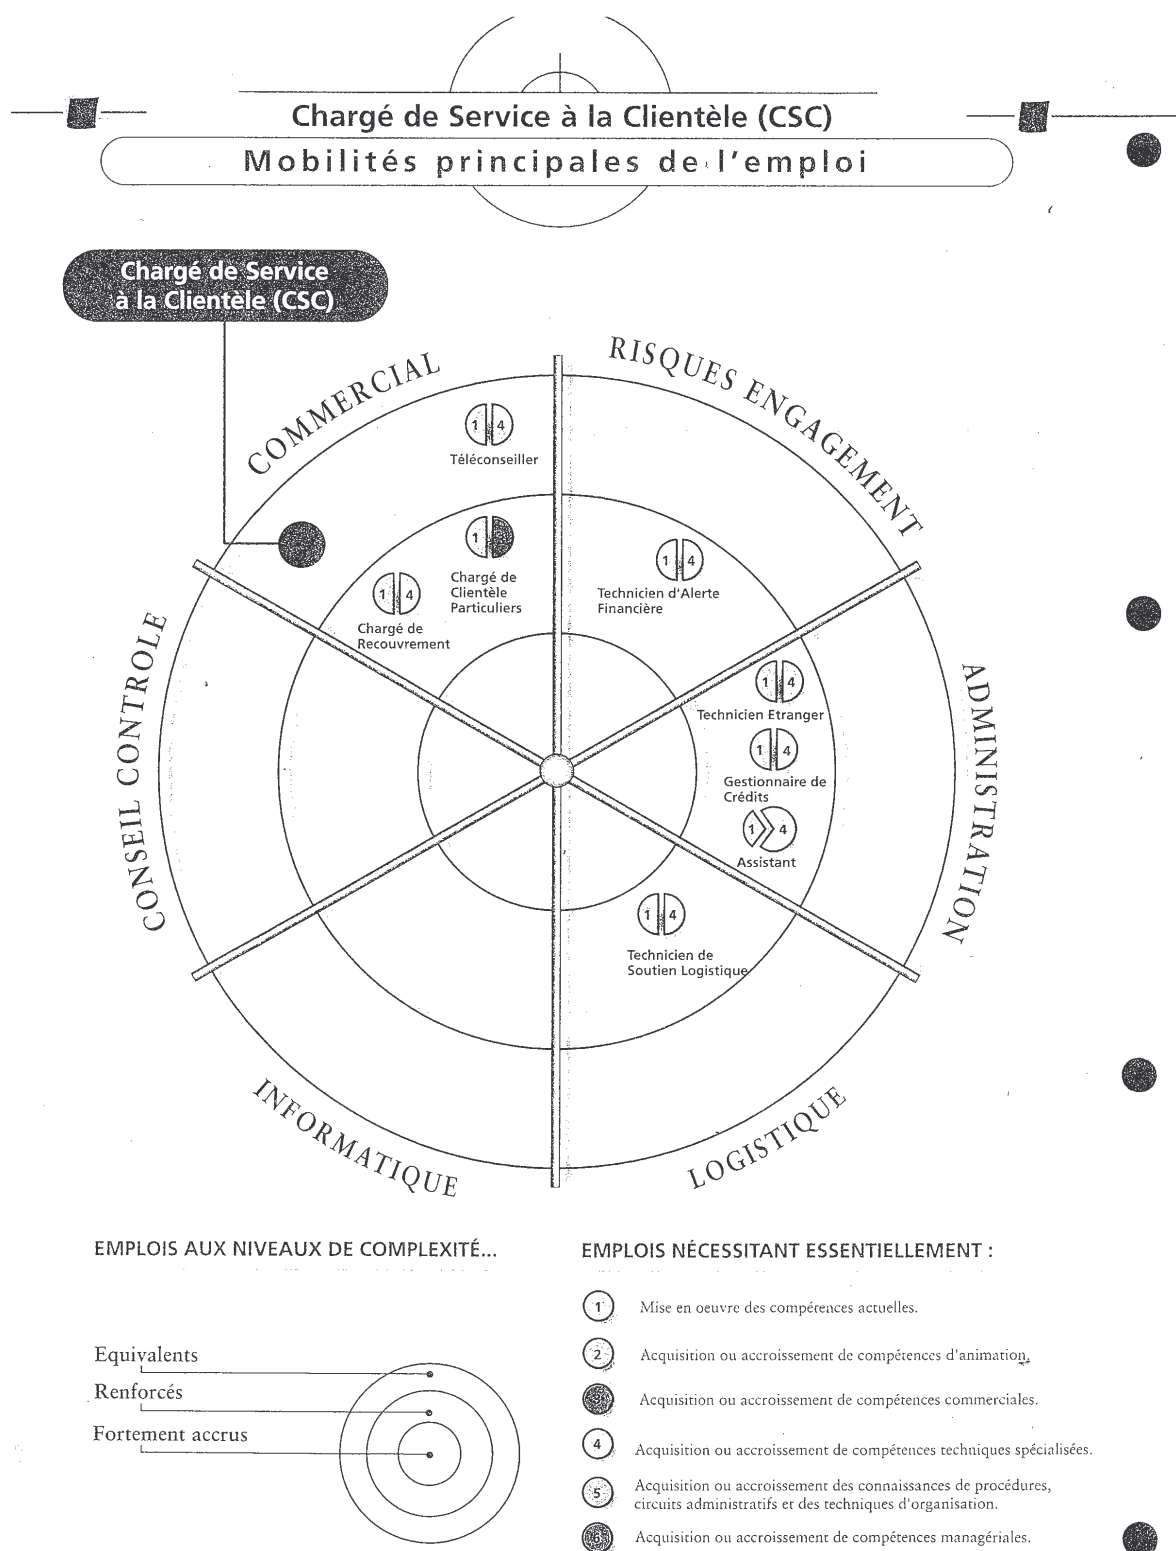 Chargé de Service à la Clientèle (CSC)
Mobilités principales de l'emploi
Chargé de Service
à la Clientèle (CSC)
COMMERCIAL
RISQUES ENGAGEMENT
1 4
Téléconseiller
1
Chargé de
Clientèle
Particuliers
1 4
Chargé de
Recouvrement
1 4
Technicien d'Alerte
Financière
CONSEIL CONTROLE
ADMINISTRATION
1 4
Technicien Etranger
1 4
Gestionnaire de
Crédits
1 4
Assistant
1 4
Technicien de
Soutien Logistique
INFORMATIQUE
LOGISTIQUE
EMPLOIS AUX NIVEAUX DE COMPLEXITÉ...
Equivalents
Renforcés
Fortement accrus
EMPLOIS NÉCESSITANT ESSENTIELLEMENT :
1 Mise en oeuvre des compétences actuelles.
2 Acquisition ou accroissement de compétences d'animation.
Acquisition ou accroissement de compétences commerciales.
4 Acquisition ou accroissement de compétences techniques spécialisées.
5 Acquisition ou accroissement des connaissances de procédures,
circuits administratifs et des techniques d'organisation.
6 Acquisition ou accroissement de compétences managériales.